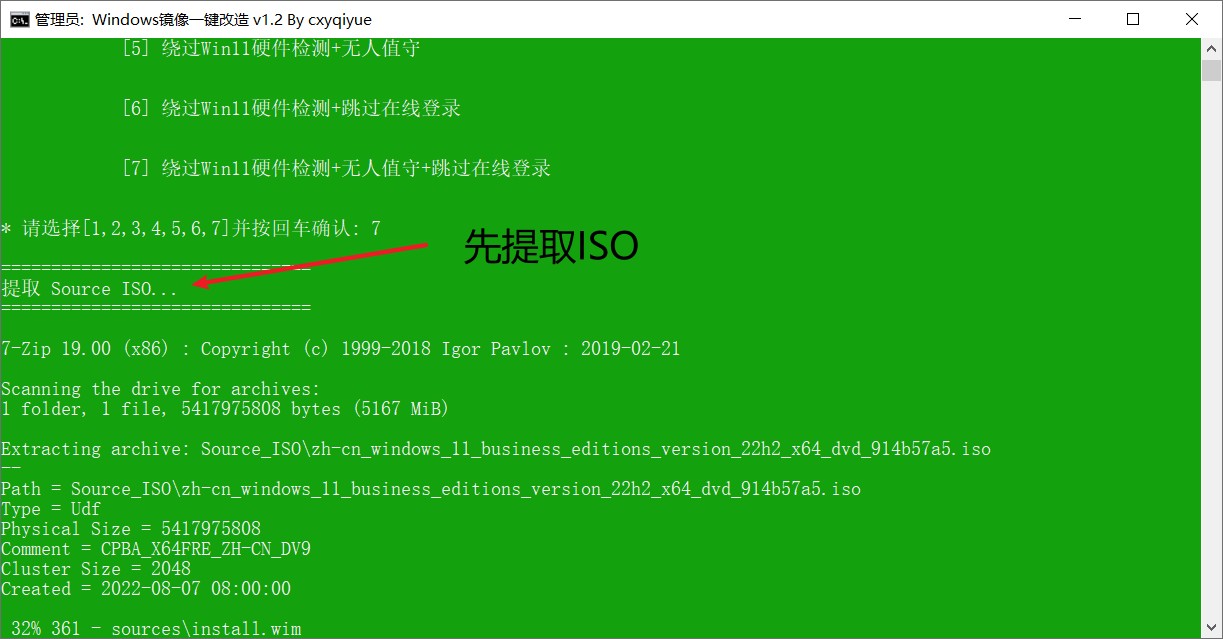 管理员: Windows镜像一键改造 v1.2 By cxyqiyue
[5] 绕过Win11硬件检测+无人值守
[6] 绕过Win11硬件检测+跳过在线登录
[7] 绕过Win11硬件检测+无人值守+跳过在线登录
* 请选择[1,2,3,4,5,6,7]并按回车确认: 7
先提取ISO
===============================
提取 Source ISO...
===============================
7-Zip 19.00 (x86) : Copyright (c) 1999-2018 Igor Pavlov : 2019-02-21
Scanning the drive for archives:
1 folder, 1 file, 5417975808 bytes (5167 MiB)
Extracting archive: Source_ISO\zh-cn_windows_11_business_editions_version_22h2_x64_dvd_914b57a5.iso
--
Path = Source_ISO\zh-cn_windows_11_business_editions_version_22h2_x64_dvd_914b57a5.iso
Type = Udf
Physical Size = 5417975808
Comment = CPBA_X64FRE_ZH-CN_DV9
Cluster Size = 2048
Created = 2022-08-07 08:00:00
32% 361 - sources\install.wim